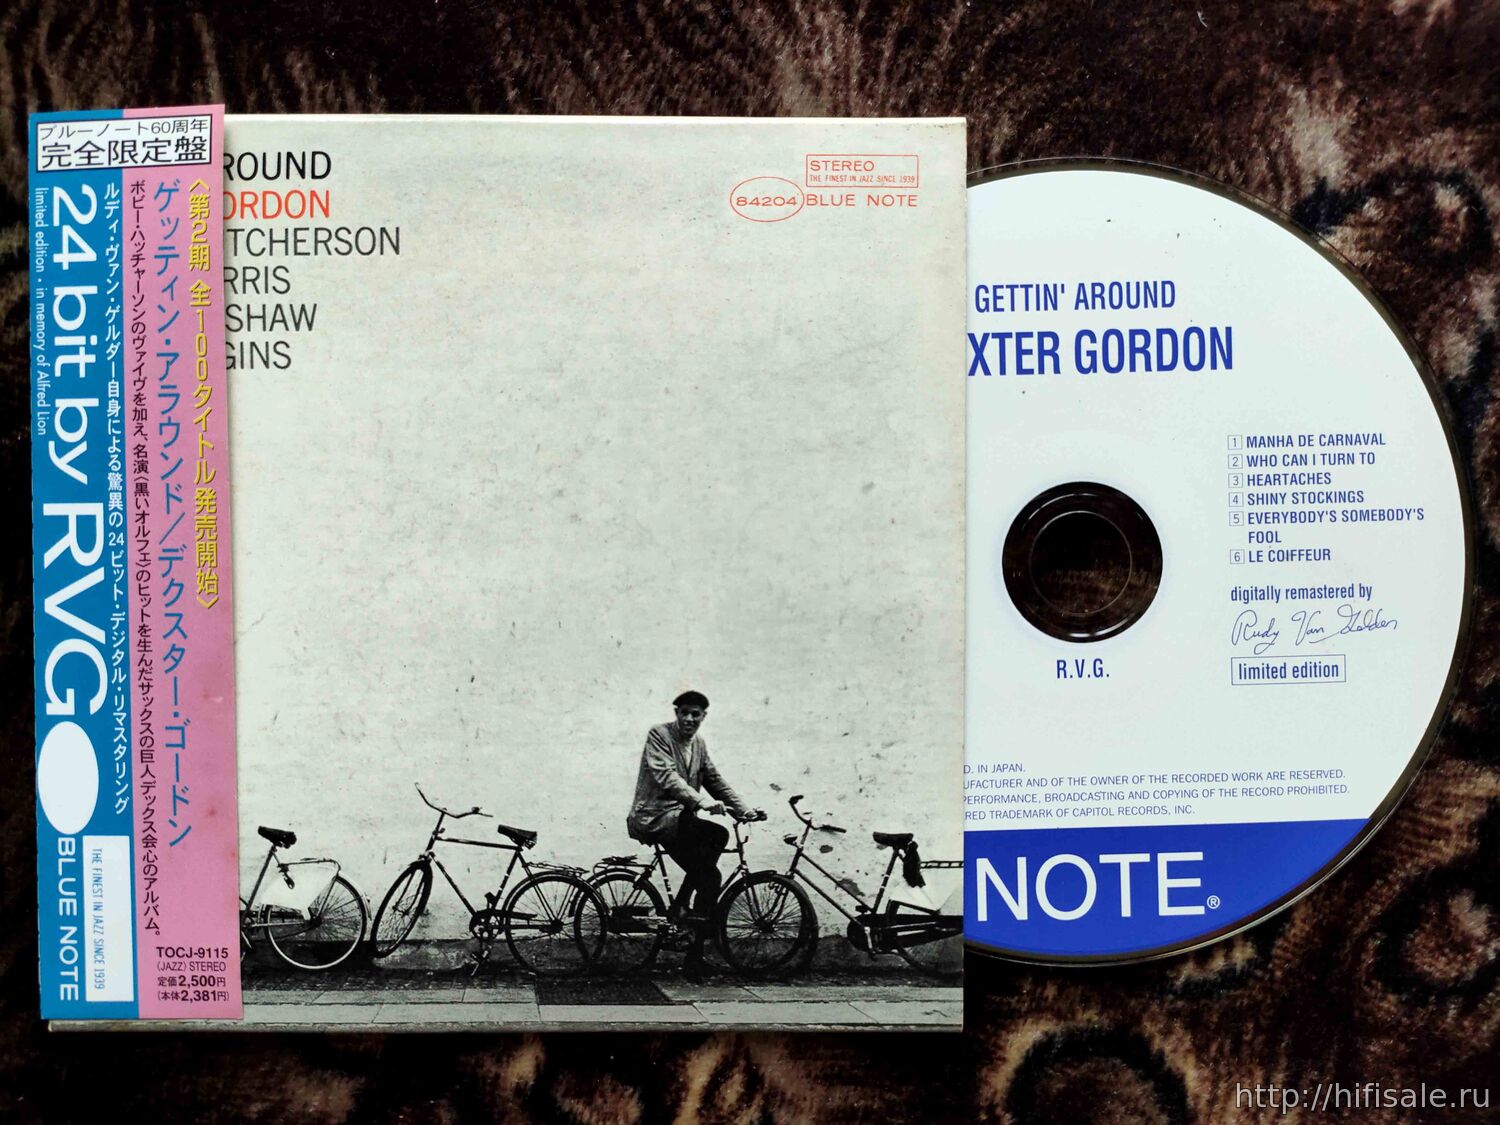 ブルーノート60周年
完全限定盤
〈第2期 全100タイトル発売開始〉
ゲッティン・アラウンド/デクスター・ゴードン
ボビー・ハッチャーソンのヴァイヴを加え、名演〈黒いオルフェ〉のヒットを生んだサックスの巨人デックス会心のアルバム。
ルディ・ヴァン・ゲルダー自身による驚異の24ビット・デジタル・リマスタリング
24 bit by RVG
limited edition · in memory of Alfred Lion
BLUE NOTE
THE FINEST IN JAZZ SINCE 1939
TOCJ-9115
(JAZZ) STEREO
定価2,500円
(本体2,381円)
ROUND
ORDON
TCHERSON
RRIS
SHAW
GINS
STEREO
THE FINEST IN JAZZ SINCE 1939
84204 BLUE NOTE
GETTIN' AROUND
XTER GORDON
1 MANHA DE CARNAVAL
2 WHO CAN I TURN TO
3 HEARTACHES
4 SHINY STOCKINGS
5 EVERYBODY'S SOMEBODY'S
FOOL
6 LE COIFFEUR
digitally remastered by
Rudy Van Gelder
limited edition
R.V.G.
D. IN JAPAN.
UFACTURER AND OF THE OWNER OF THE RECORDED WORK ARE RESERVED.
PERFORMANCE, BROADCASTING AND COPYING OF THE RECORD PROHIBITED.
RED TRADEMARK OF CAPITOL RECORDS, INC.
NOTE®
http://hifisale.ru